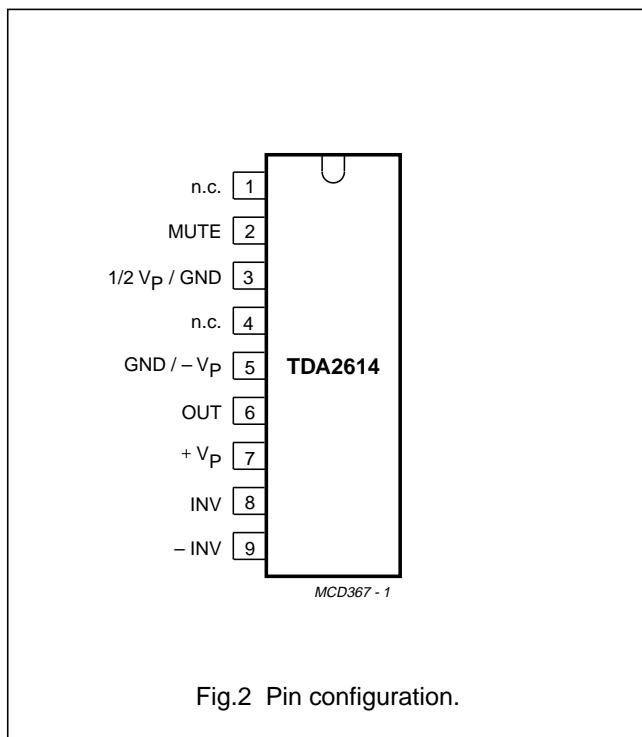 n.c. 1
MUTE 2
1/2 VP / GND 3
n.c. 4
GND / – VP 5
TDA2614
OUT 6
+ VP 7
INV 8
– INV 9
MCD367 - 1
Fig.2 Pin configuration.